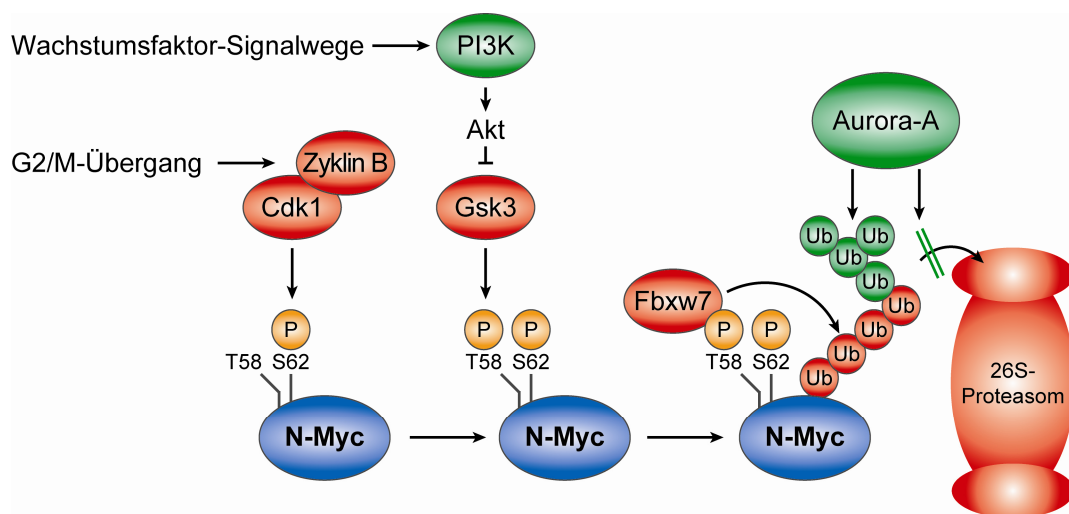 Wachstumsfaktor-Signalwege
PI3K
Akt
G2/M-Übergang
Zyklin B
Cdk1
Gsk3
Aurora-A
Ub
Ub
Ub
Ub
Ub
Ub
Ub
Ub
Fbxw7
P
P
P
P
P
T58 S62
T58 S62
T58 S62
N-Myc
N-Myc
N-Myc
26S-
Proteasom